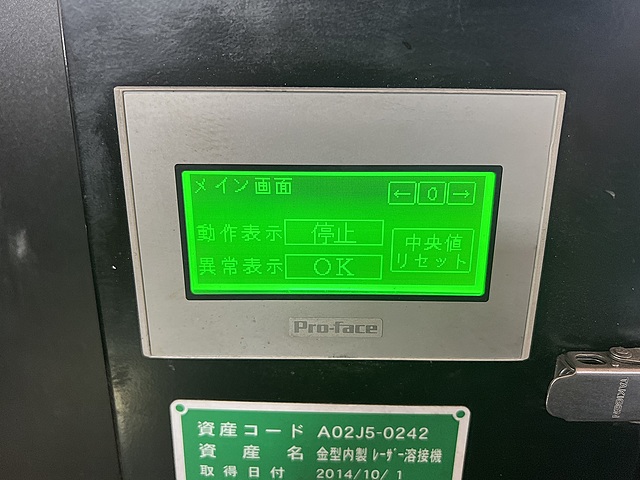 メイン画面 ← 0 →
動作表示 停止
異常表示 OK
中央値
リセット
Pro-face
資産コード A02J5-0242
資産名 金型内製 ﾚｰｻﾞｰ溶接機
取得日付 2014/10/ 1
TAKIGEN